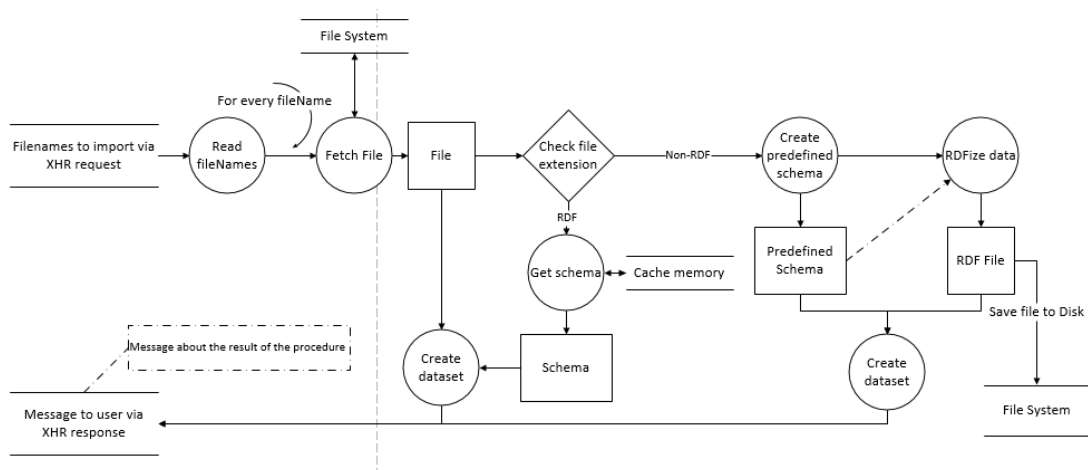 File System
For every fileName
Filenames to import via
XHR request
Read
fileNames
Fetch File
File
Check file
extension
Non-RDF
Create
predefined
schema
RDFize data
RDF
Get schema
Cache memory
Predefined
Schema
RDF File
Save file to Disk
Message about the result of the procedure
Create
dataset
Schema
Create
dataset
Message to user via
XHR response
File System